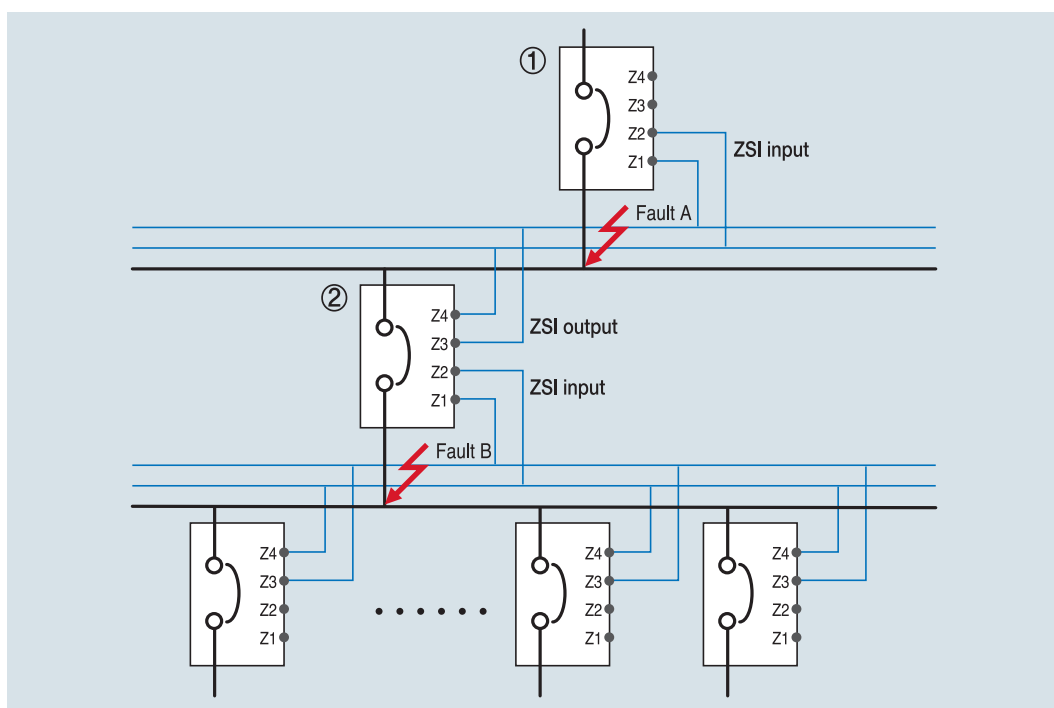 ①
Z4
Z3
Z2
Z1
ZSI input
Fault A
②
Z4
Z3
Z2
Z1
ZSI output
ZSI input
Fault B
Z4
Z3
Z2
Z1
Z4
Z3
Z2
Z1
Z4
Z3
Z2
Z1